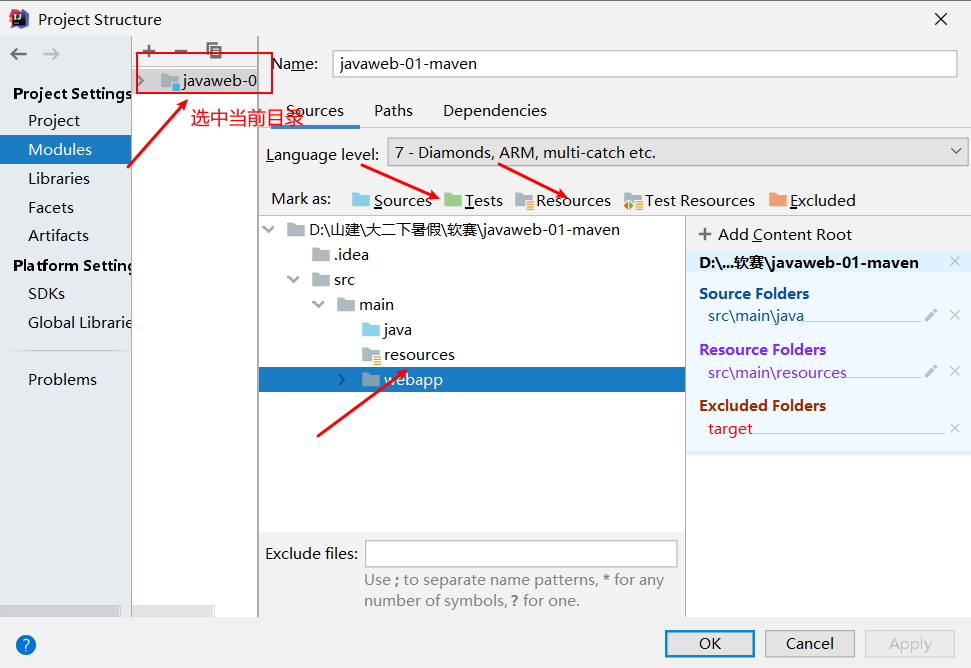 Project Structure
Project Settings
Project
Modules
Libraries
Facets
Artifacts
Platform Setting
SDKs
Global Librarie
Problems
javaweb-0
选中当前目录
Name: javaweb-01-maven
Sources Paths Dependencies
Language level: 7 - Diamonds, ARM, multi-catch etc.
Mark as: Sources Tests Resources Test Resources Excluded
D:\山建\大二下暑假\软赛\javaweb-01-maven
.idea
src
main
java
resources
webapp
Exclude files:
Use ; to separate name patterns, * for any
number of symbols, ? for one.
+ Add Content Root
D:\...软赛\javaweb-01-maven
Source Folders
src\main\java
Resource Folders
src\main\resources
Excluded Folders
target
?
OK Cancel Apply